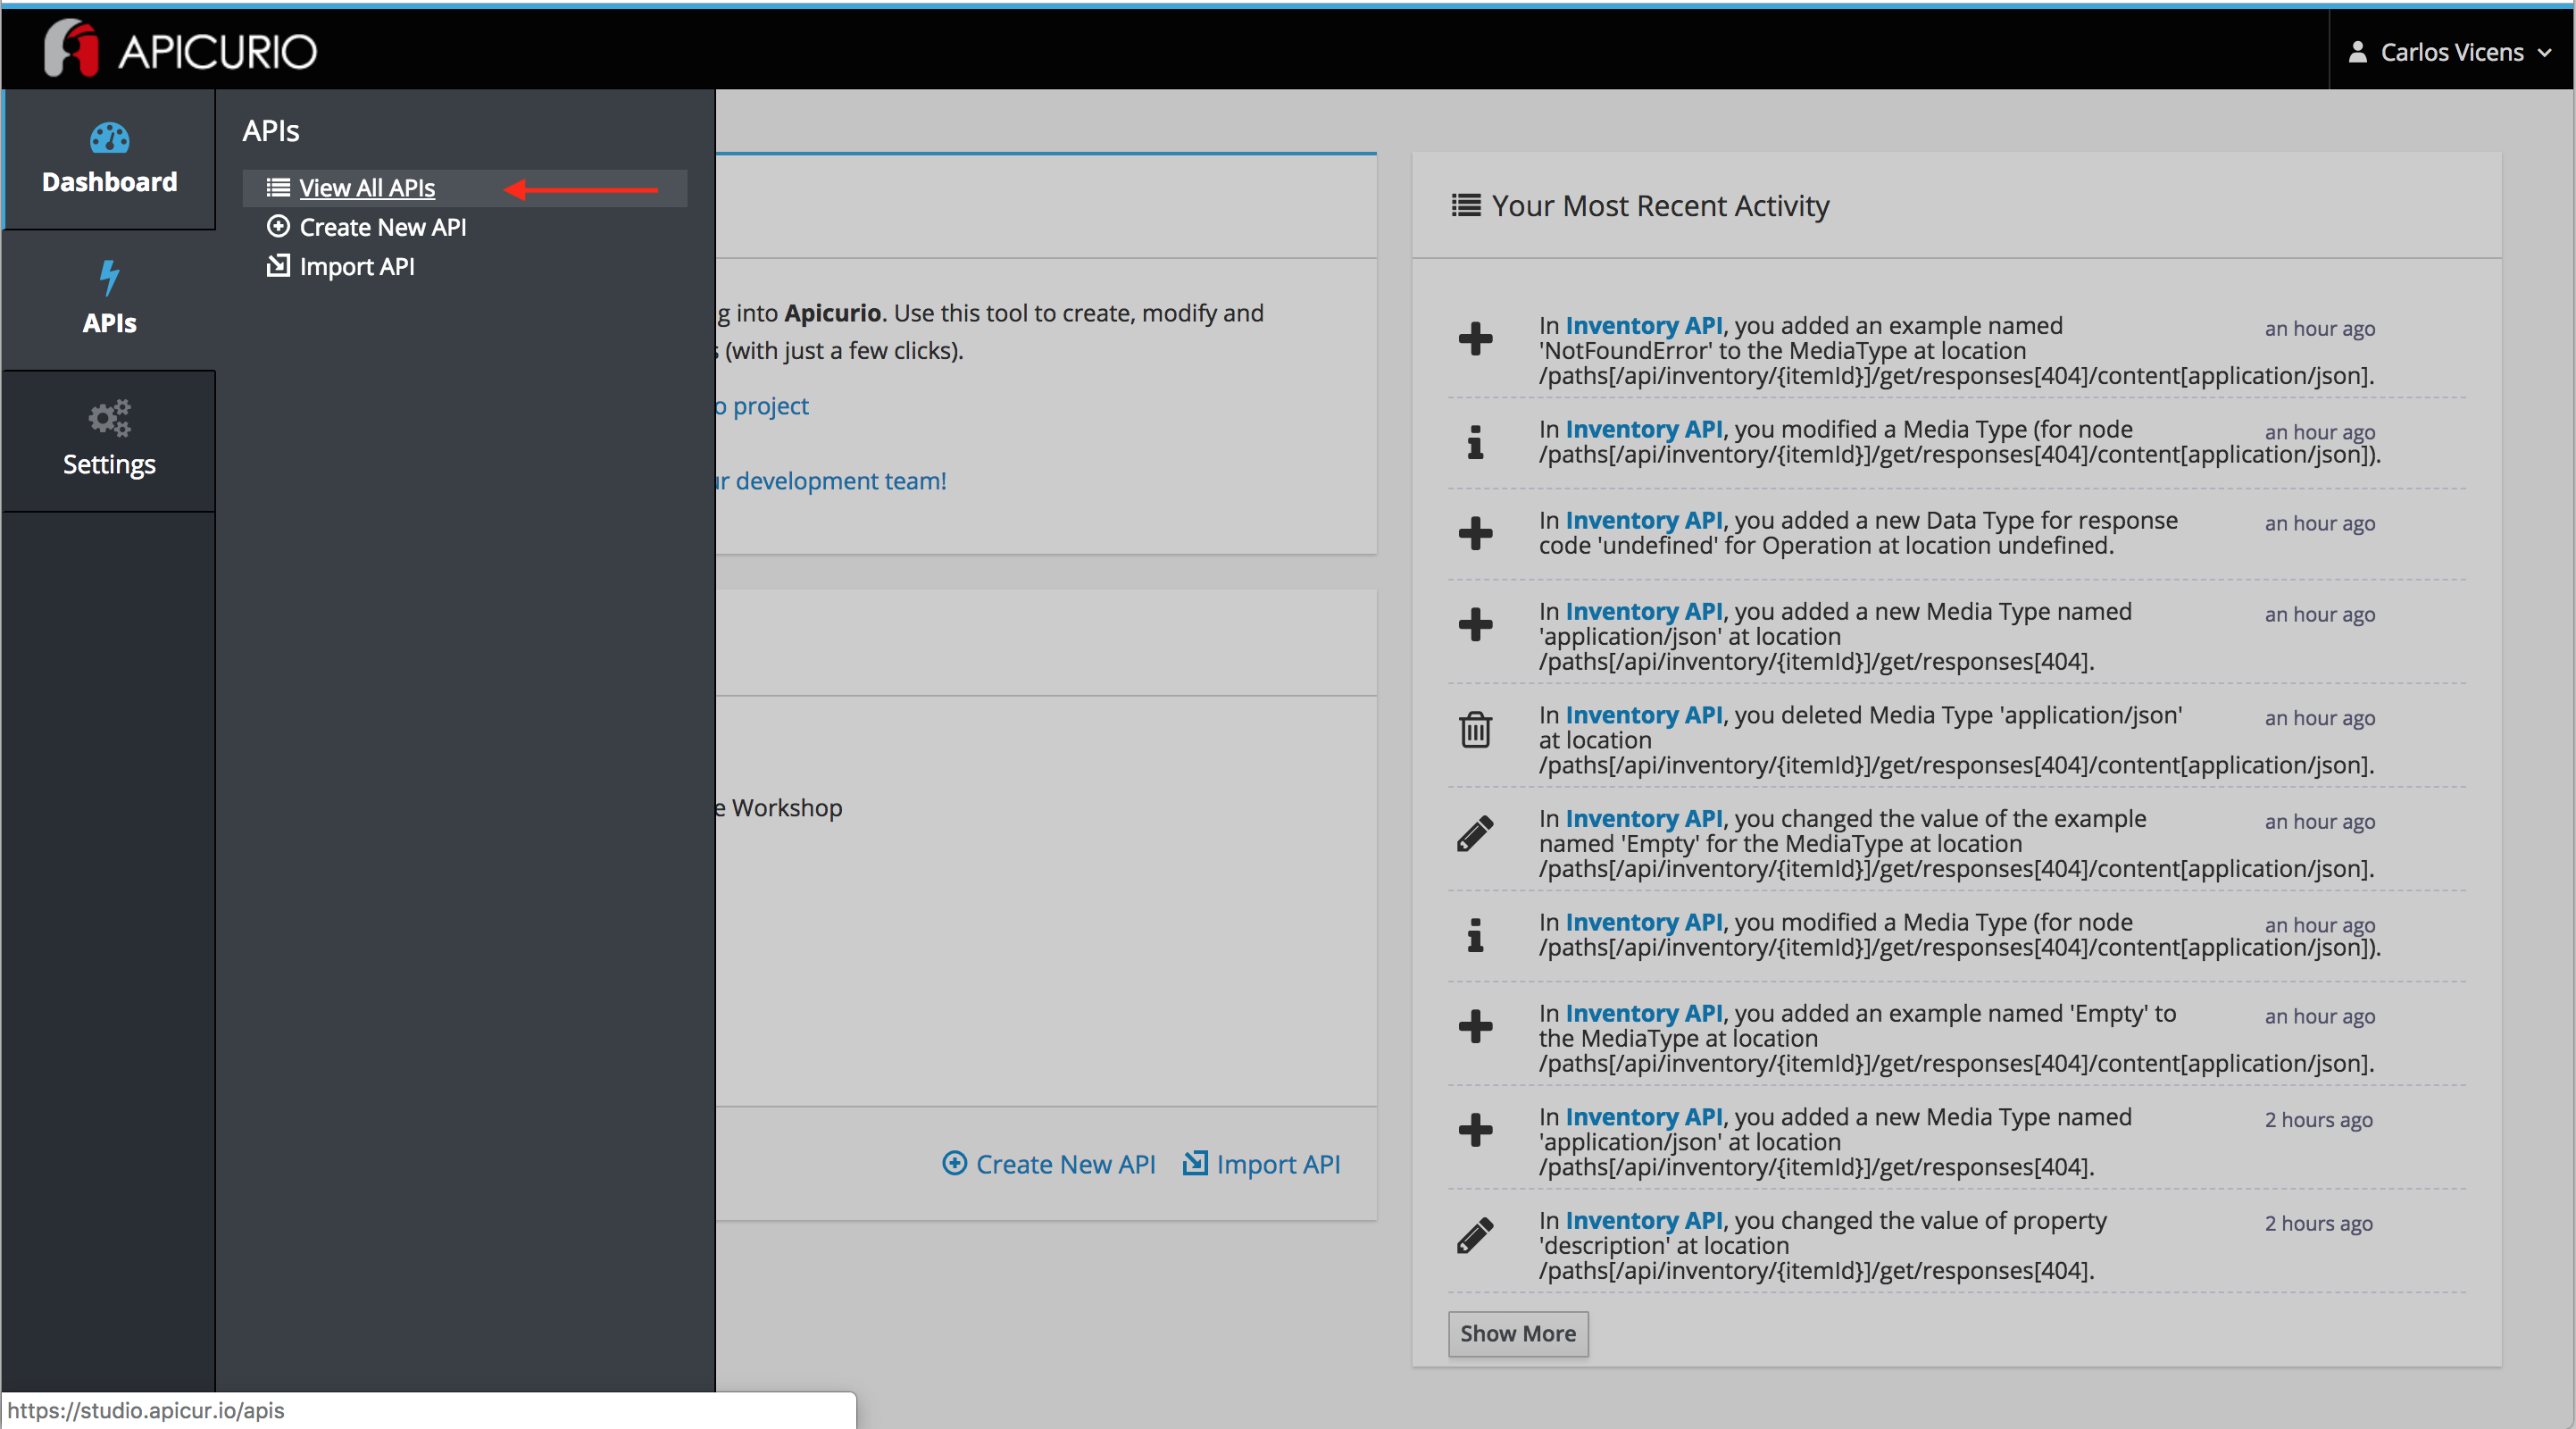 APICURIO
Carlos Vicens
Dashboard
APIs
Settings
APIs
View All APIs
Create New API
Import API
g into Apicurio. Use this tool to create, modify and
(with just a few clicks).
project
development team!
Workshop
Create New API
Import API
Your Most Recent Activity
In Inventory API, you added an example named
'NotFoundError' to the MediaType at location
/paths[/api/inventory/{itemId}]/get/responses[404]/content[application/json].
an hour ago
In Inventory API, you modified a Media Type (for node
/paths[/api/inventory/{itemId}]/get/responses[404]/content[application/json]).
an hour ago
In Inventory API, you added a new Data Type for response
code 'undefined' for Operation at location undefined.
an hour ago
In Inventory API, you added a new Media Type named
'application/json' at location
/paths[/api/inventory/{itemId}]/get/responses[404].
an hour ago
In Inventory API, you deleted Media Type 'application/json'
at location
/paths[/api/inventory/{itemId}]/get/responses[404]/content[application/json].
an hour ago
In Inventory API, you changed the value of the example
named 'Empty' for the MediaType at location
/paths[/api/inventory/{itemId}]/get/responses[404]/content[application/json].
an hour ago
In Inventory API, you modified a Media Type (for node
/paths[/api/inventory/{itemId}]/get/responses[404]/content[application/json]).
an hour ago
In Inventory API, you added an example named 'Empty' to
the MediaType at location
/paths[/api/inventory/{itemId}]/get/responses[404]/content[application/json].
an hour ago
In Inventory API, you added a new Media Type named
'application/json' at location
/paths[/api/inventory/{itemId}]/get/responses[404].
2 hours ago
In Inventory API, you changed the value of property
'description' at location
/paths[/api/inventory/{itemId}]/get/responses[404].
2 hours ago
Show More
https://studio.apicur.io/apis